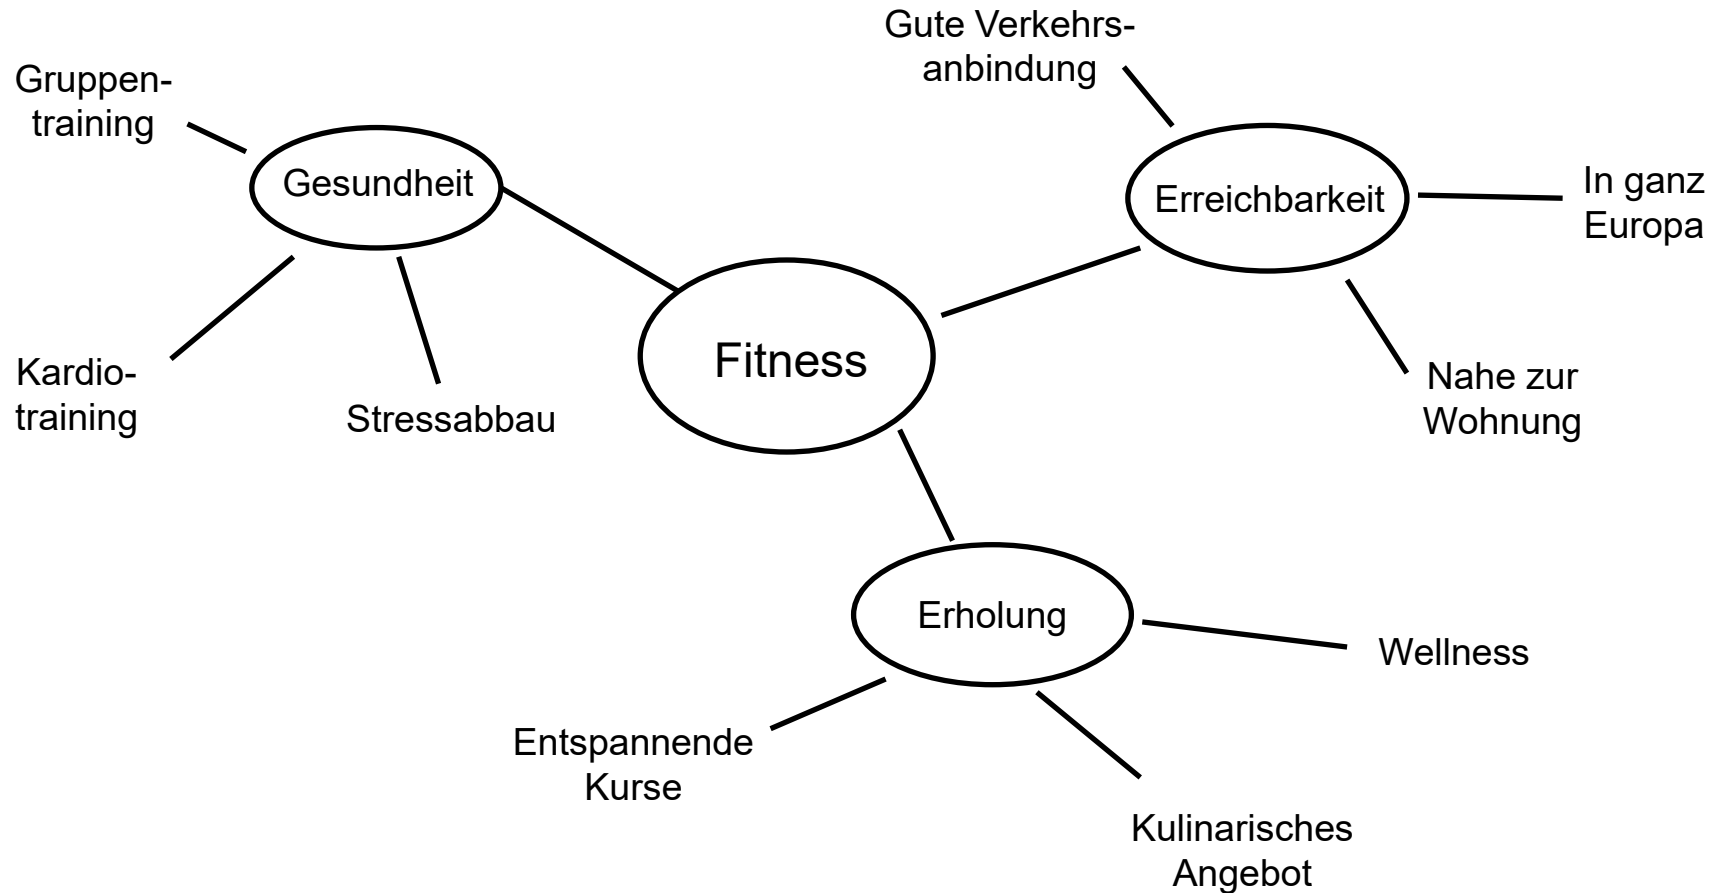 Gute Verkehrs-
anbindung
Gruppen-
training
Gesundheit
Erreichbarkeit
In ganz
Europa
Fitness
Kardio-
training
Stressabbau
Nahe zur
Wohnung
Erholung
Wellness
Entspannende
Kurse
Kulinarisches
Angebot